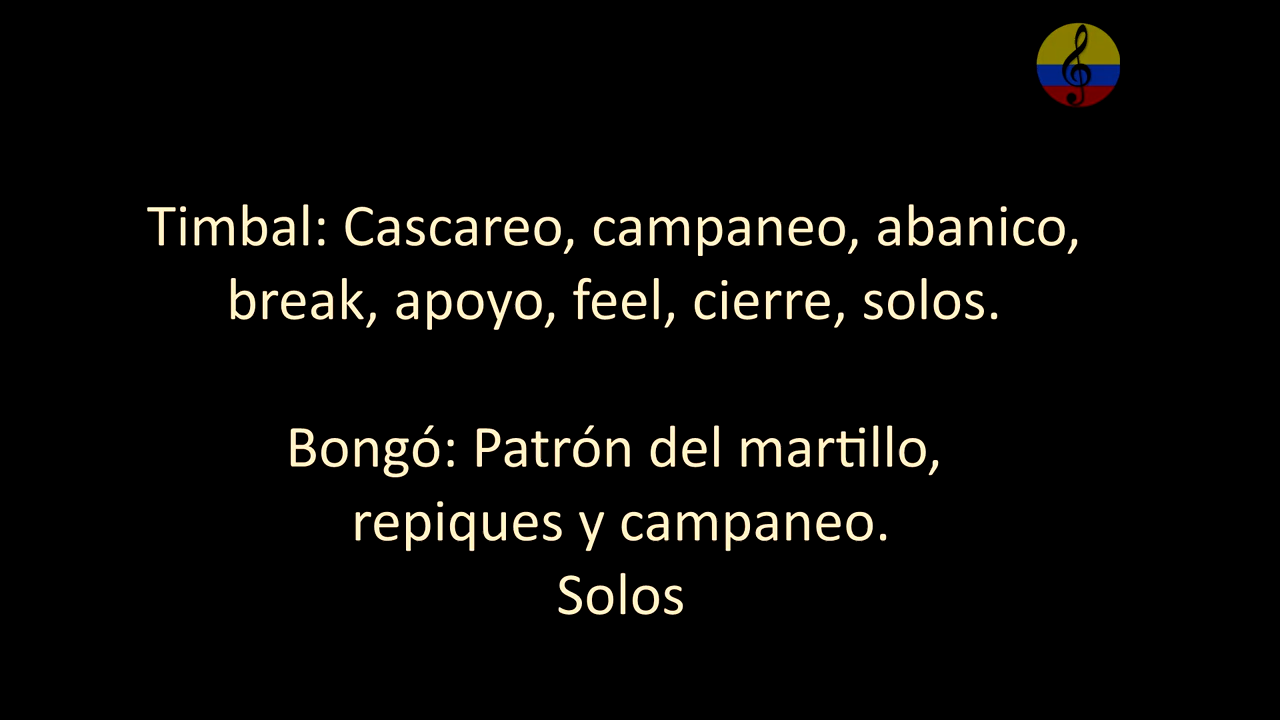 Timbal: Cascareo, campaneo, abanico,
break, apoyo, feel, cierre, solos.
Bongó: Patrón del martillo,
repiques y campaneo.
Solos